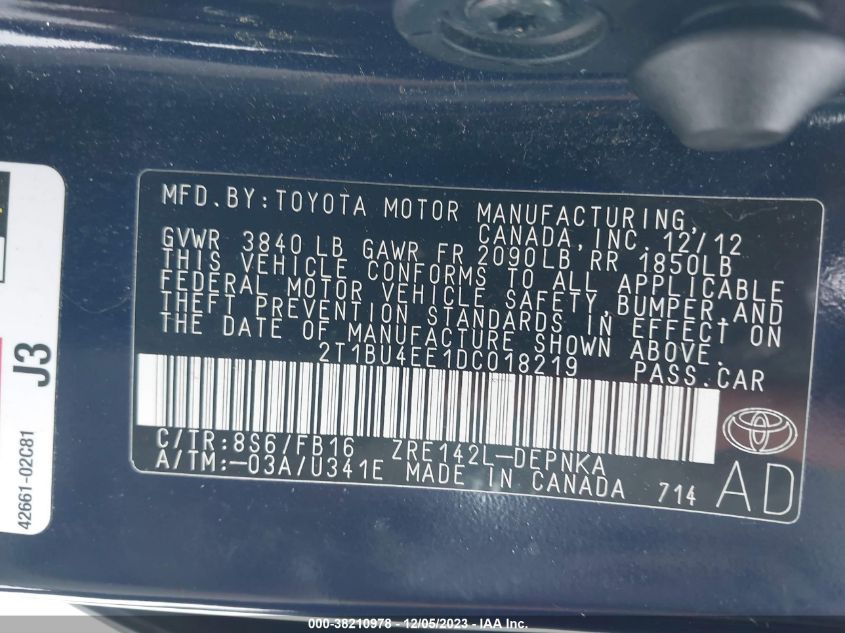 MFD.BY:TOYOTA MOTOR MANUFACTURING,
CANADA,INC. 12/12
GVWR 3840 LB GAWR FR 2090LB, RR 1850LB
THIS VEHICLE CONFORMS TO ALL APPLICABLE
FEDERAL MOTOR VEHICLE SAFETY,BUMPER,AND
THEFT PREVENTION STANDARDS IN EFFECT ON
THE DATE OF MANUFACTURE SHOWN ABOVE.
2T1BU4EE1DC018219 PASS.CAR
C/TR:8S6/FB16 ZRE142L-DEPNKA
A/TM:-03A/U341E MADE IN CANADA 714
AD
J3
42661-02C81
000-38210978 - 12/05/2023 - IAA Inc.